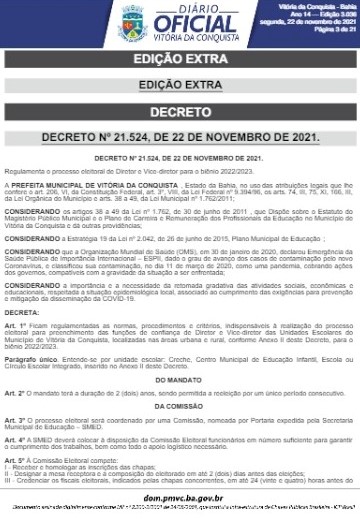 DIÁRIO
OFICIAL
VITÓRIA DA CONQUISTA
Vitória da Conquista - Bahia
Ano 14 — Edição 3.036
segunda, 22 de novembro de 2021
Página 3 de 21
EDIÇÃO EXTRA
EDIÇÃO EXTRA
DECRETO
DECRETO Nº 21.524, DE 22 DE NOVEMBRO DE 2021.
DECRETO Nº 21.524, DE 22 DE NOVEMBRO DE 2021.
Regulamenta o processo eleitoral de Diretor e Vice-diretor para o biênio 2022/2023.
A PREFEITA MUNICIPAL DE VITÓRIA DA CONQUISTA , Estado da Bahia, no uso das atribuições legais que lhe
confere o art. 206, VI, da Constituição Federal, art. 3º, VIII, da Lei Federal nº 9.394/96, os arts. 74, III, 75, XI, 166, III,
da Lei Orgânica do Município e arts. 38 a 49, da Lei Municipal nº 1.762/2011;
CONSIDERANDO os artigos 38 a 49 da Lei nº 1.762, de 30 de junho de 2011 , que Dispõe sobre o Estatuto do
Magistério Público Municipal e o Plano de Carreira e Remuneração dos Profissionais da Educação no Município de
Vitória da Conquista e dá outras providências;
CONSIDERANDO a Estratégia 19 da Lei nº 2.042, de 26 de junho de 2015, Plano Municipal de Educação ;
CONSIDERANDO que a Organização Mundial de Saúde (OMS), em 30 de janeiro de 2020, declarou Emergência da
Saúde Pública de Importância Internacional – ESPII, dado o grau de avanço dos casos de contaminação pelo novo
Coronavírus, e classificou sua contaminação, no dia 11 de março de 2020, como uma pandemia, cobrando ações
dos governos, compatíveis com a gravidade da situação a ser enfrentada;
CONSIDERANDO a importância e a necessidade da retomada gradativa das atividades sociais, econômicas e
educacionais, respeitada a situação epidemiológica local, associado ao cumprimento das exigências para prevenção
e mitigação da disseminação da COVID-19.
DECRETA:
Art. 1º Ficam regulamentadas as normas, procedimentos e critérios, indispensáveis à realização do processo
eleitoral para preenchimento das funções de confiança de Diretor e Vice-diretor das Unidades Escolares do
Município de Vitória da Conquista, localizadas nas áreas urbana e rural, conforme Anexo II deste Decreto, para o
biênio 2022/2023.
Parágrafo único. Entende-se por unidade escolar: Creche, Centro Municipal de Educação Infantil, Escola ou
Círculo Escolar Integrado, inserido no Anexo II deste Decreto.
DO MANDATO
Art. 2º O mandato terá a duração de 2 (dois) anos, sendo permitida a reeleição por um único período consecutivo.
DA COMISSÃO
Art. 3º O processo eleitoral será coordenado por uma Comissão, nomeada por Portaria expedida pela Secretaria
Municipal de Educação – SMED.
Art. 4º A SMED deverá colocar à disposição da Comissão Eleitoral funcionários em número suficiente para garantir
o cumprimento dos trabalhos, bem como todo o apoio logístico necessário.
Art. 5º À Comissão Eleitoral compete:
I - Receber e homologar as inscrições das chapas;
II - Designar a mesa receptora e à composição do eleitorado em até 2 (dois) dias antes das eleições;
III - Credenciar os fiscais eleitorais, indicados pelas chapas concorrentes, em até 24 (vinte e quatro) horas antes do
dom.pmvc.ba.gov.br